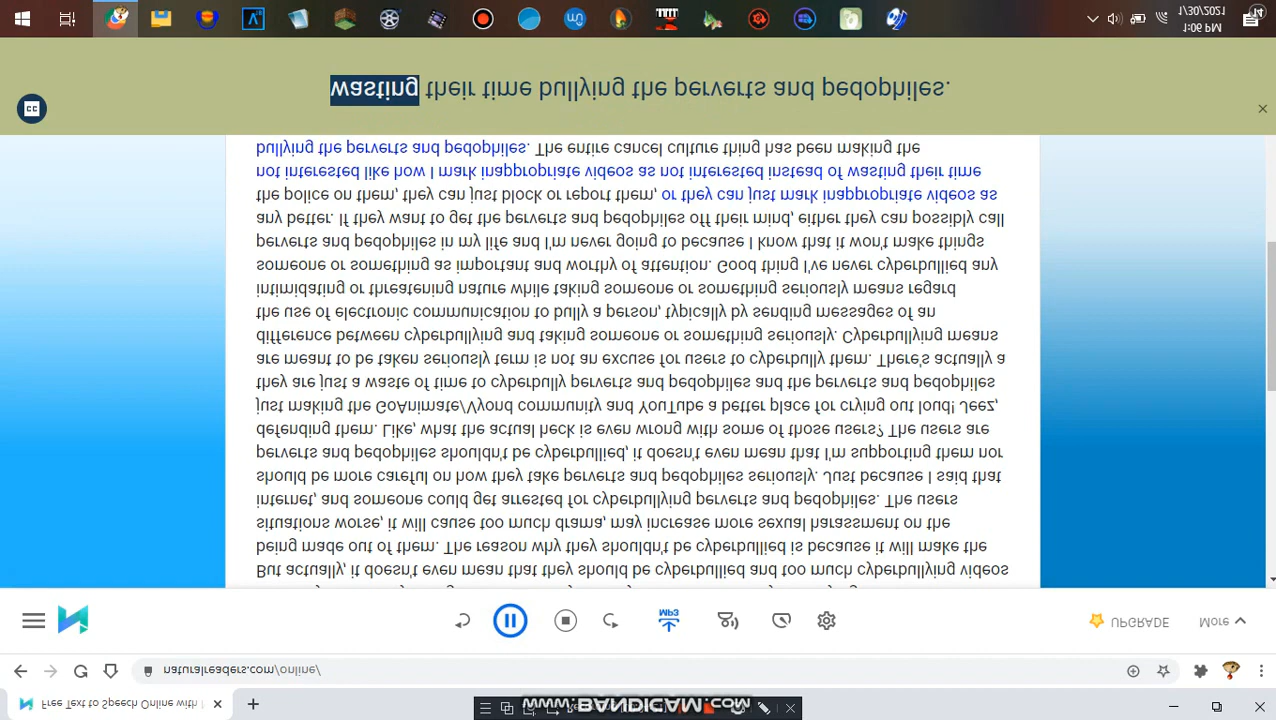 Free Text to Speech Online with
www.BANDICAM.com
naturalreaders.com/online/
MP3
UPGRADE
More
But actually, it doesn't even mean that they should be cyberbullied and too much cyberbullying videos
being made out of them. The reason why they shouldn't be cyberbullied is because it will make the
situations worse, it will cause too much drama, may increase more sexual harassment on the
internet, and someone could get arrested for cyberbullying perverts and pedophiles. The users
should be more careful on how they take perverts and pedophiles seriously. Just because I said that
perverts and pedophiles shouldn't be cyberbullied, it doesn't even mean that I'm supporting them nor
defending them. Like, what the actual heck is even wrong with some of those users? The users are
just making the GoAnimate/Vyond community and YouTube a better place for crying out loud! Jeez,
they are just a waste of time to cyberbully perverts and pedophiles and the perverts and pedophiles
are meant to be taken seriously term is not an excuse for users to cyberbully them. There's actually a
difference between cyberbullying and taking someone or something seriously. Cyberbullying means
the use of electronic communication to bully a person, typically by sending messages of an
intimidating or threatening nature while taking someone or something seriously means regard
someone or something as important and worthy of attention. Good thing I've never cyberbullied any
perverts and pedophiles in my life and I'm never going to because I know that it won't make things
any better. If they want to get the perverts and pedophiles off their mind, either they can possibly call
the police on them, they can just block or report them, or they can just mark inappropriate videos as
not interested like how I mark inappropriate videos as not interested instead of wasting their time
bullying the perverts and pedophiles. The entire cancel culture thing has been making the
CC
wasting their time bullying the perverts and pedophiles.
1:06 PM
1/30/2021